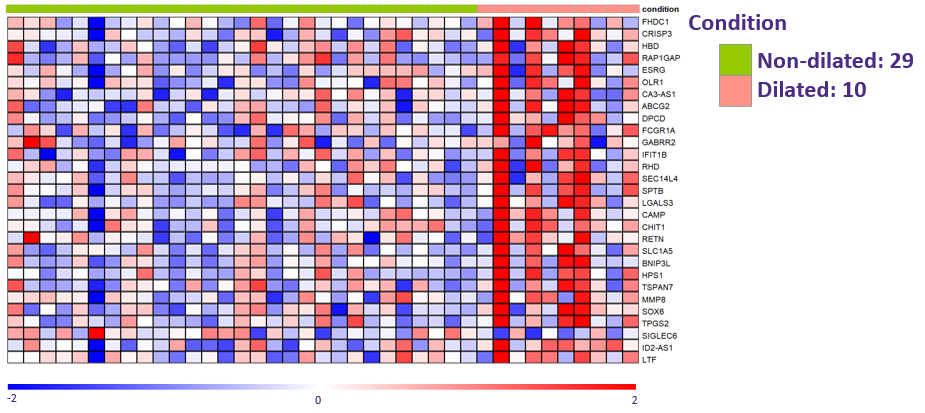 condition
FHDC1
CRISP3
HBD
RAP1GAP
ESRG
OLR1
CA3-AS1
ABCG2
DPCD
FCGR1A
GABRR2
IFIT1B
RHD
SEC14L4
SPTB
LGALS3
CAMP
CHIT1
RETN
SLC1A5
BNIP3L
HPS1
TSPAN7
MMP8
SOX6
TPGS2
SIGLEC6
ID2-AS1
LTF
-2
0
2
Condition
Non-dilated: 29
Dilated: 10